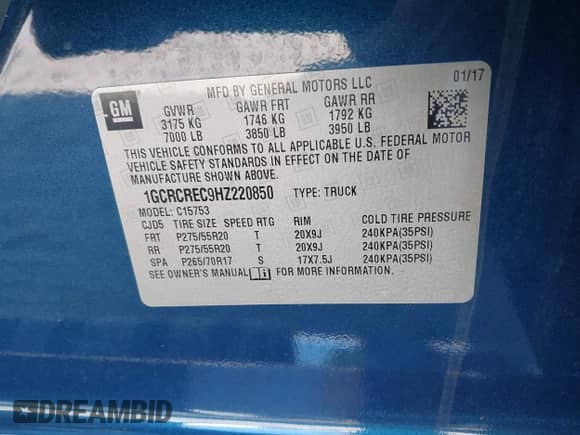 MFD BY GENERAL MOTORS LLC 01/17
GM
GVWR GAWR FRT GAWR RR
3175 KG 1746 KG 1792 KG
7000 LB 3850 LB 3950 LB
THIS VEHICLE CONFORMS TO ALL APPLICABLE U.S. FEDERAL MOTOR
VEHICLE SAFETY STANDARDS IN EFFECT ON THE DATE OF
MANUFACTURE SHOWN ABOVE.
1GCRCREC9HZ220850 TYPE: TRUCK
MODEL: C15753
CJD5 TIRE SIZE SPEED RTG RIM COLD TIRE PRESSURE
FRT P275/55R20 T 20X9J 240KPA(35PSI)
RR P275/55R20 T 20X9J 240KPA(35PSI)
SPA P265/70R17 S 17X7.5J 240KPA(35PSI)
SEE OWNER'S MANUAL FOR MORE INFORMATION.
DREAMBID